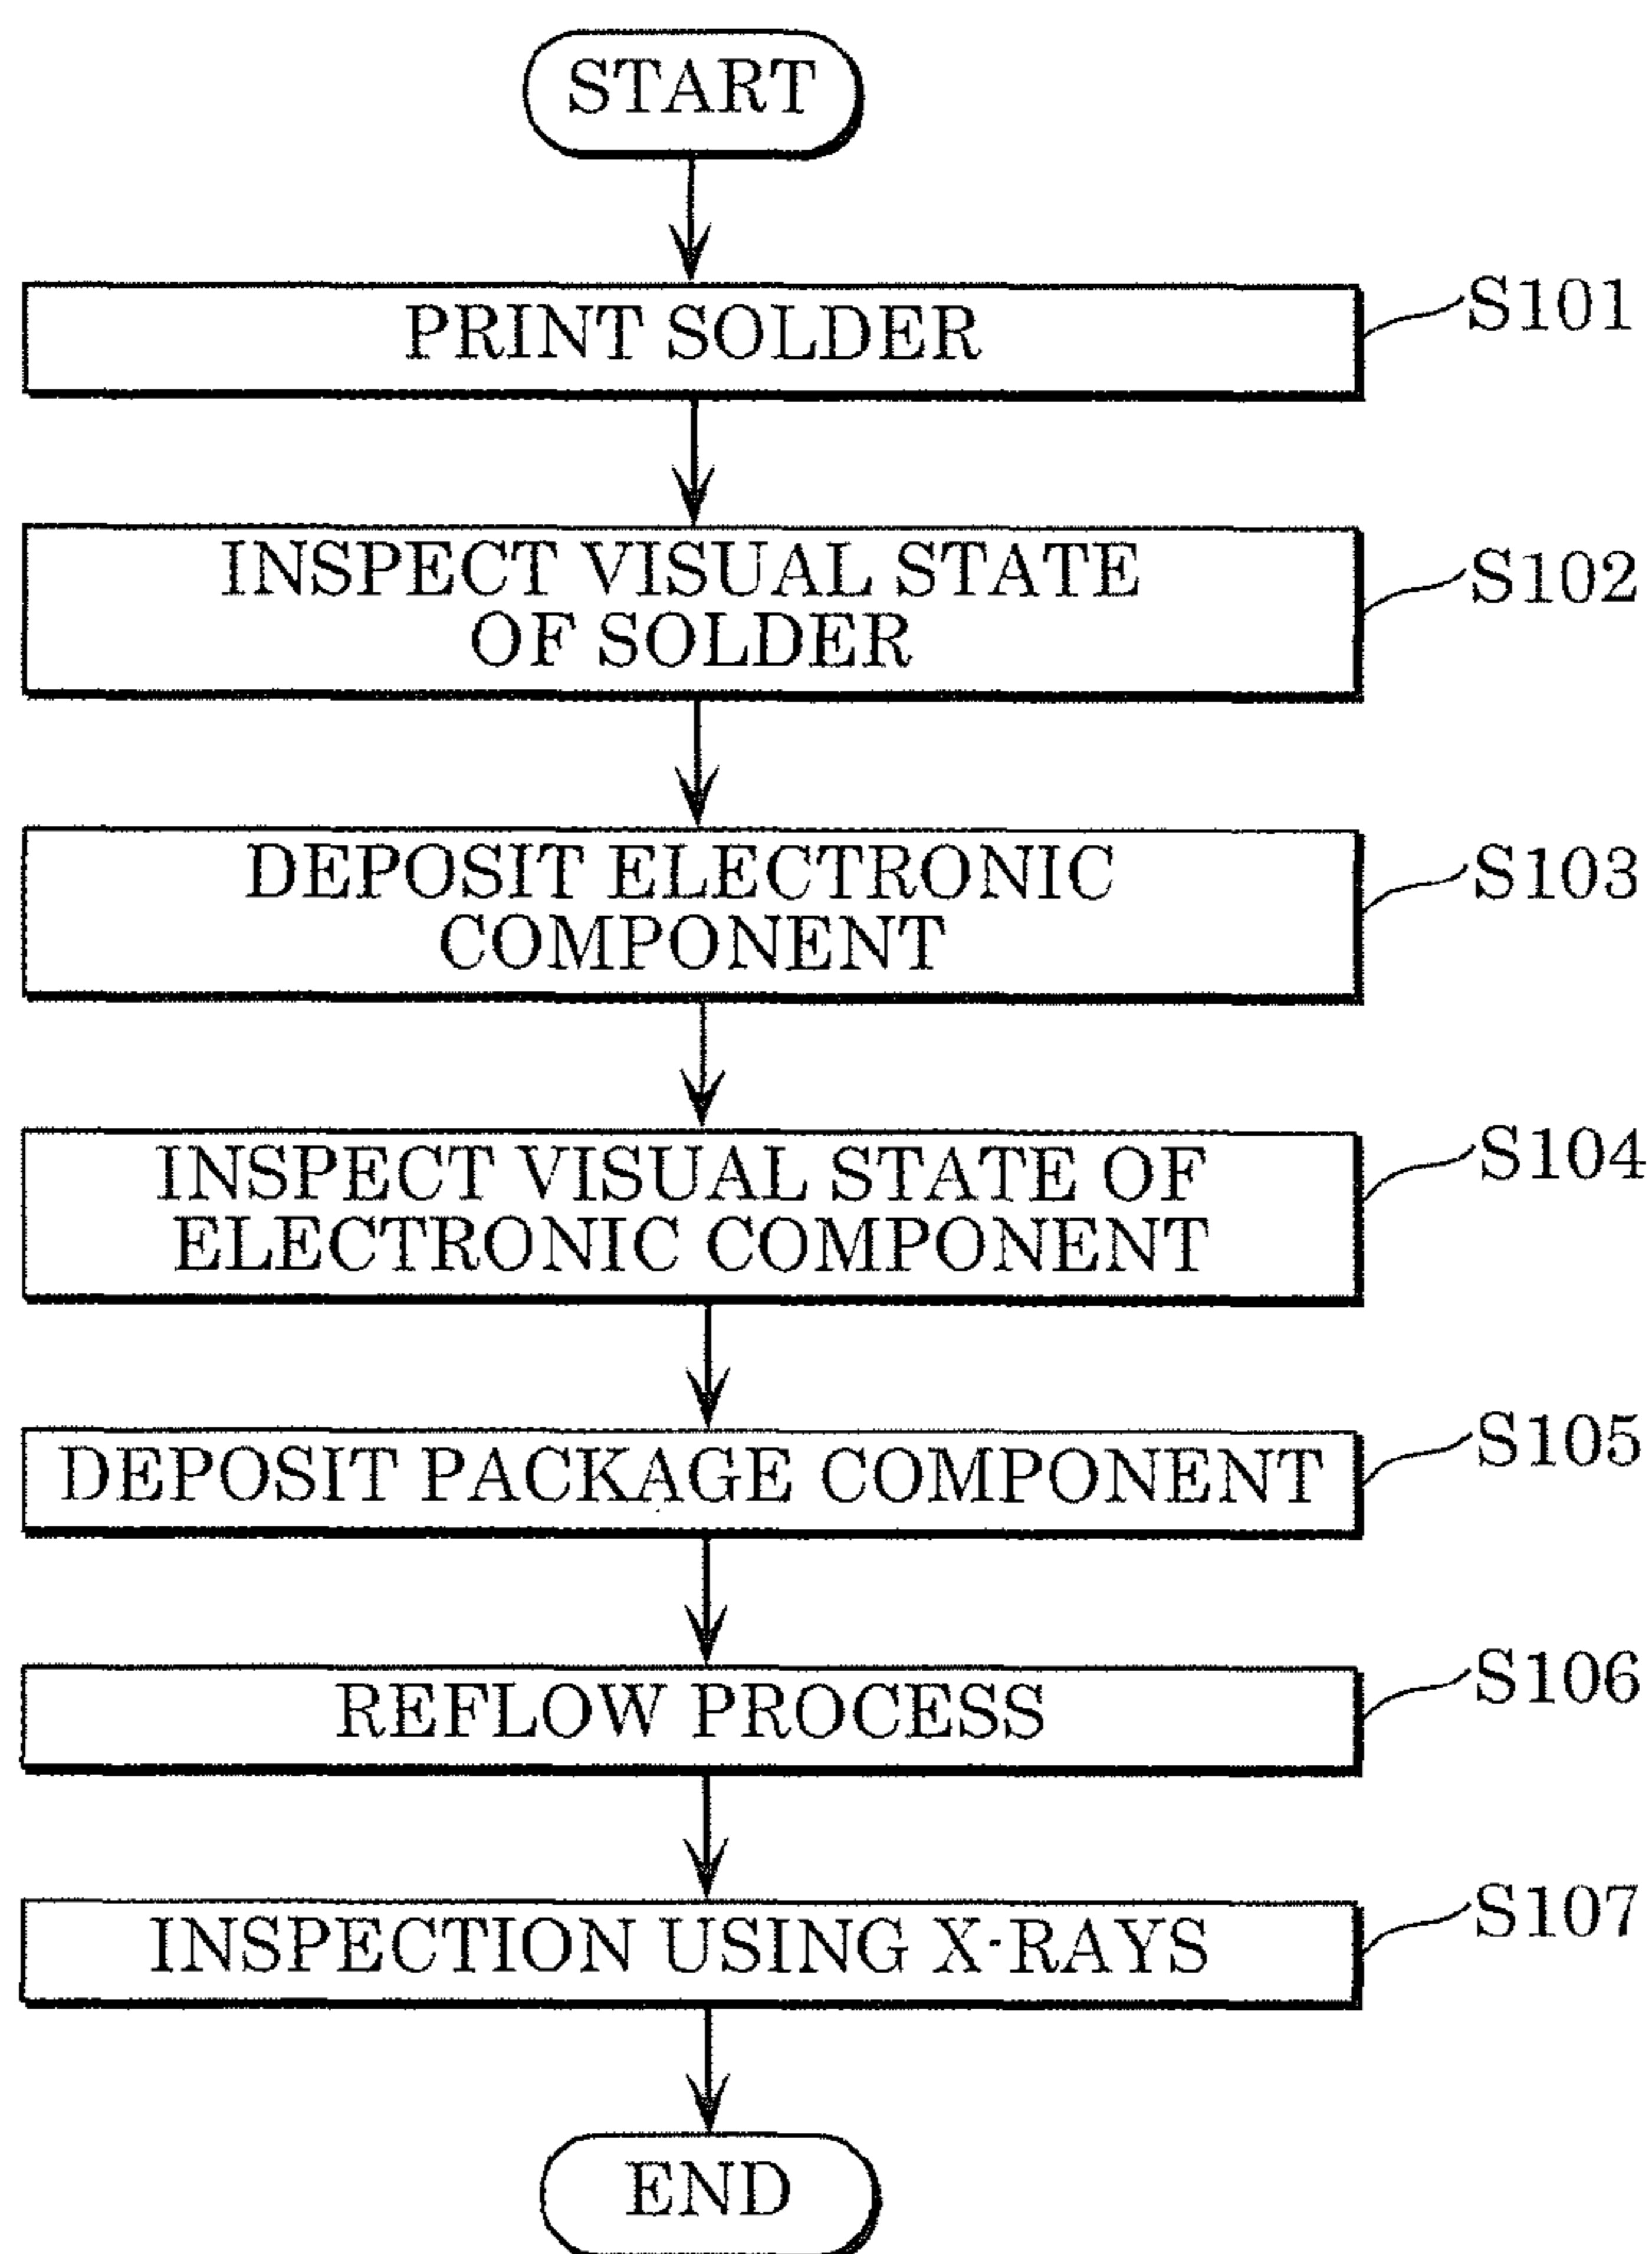 START
PRINT SOLDER
S101
INSPECT VISUAL STATE
OF SOLDER
S102
DEPOSIT ELECTRONIC
COMPONENT
S103
INSPECT VISUAL STATE OF
ELECTRONIC COMPONENT
S104
DEPOSIT PACKAGE COMPONENT
S105
REFLOW PROCESS
S106
INSPECTION USING X-RAYS
S107
END